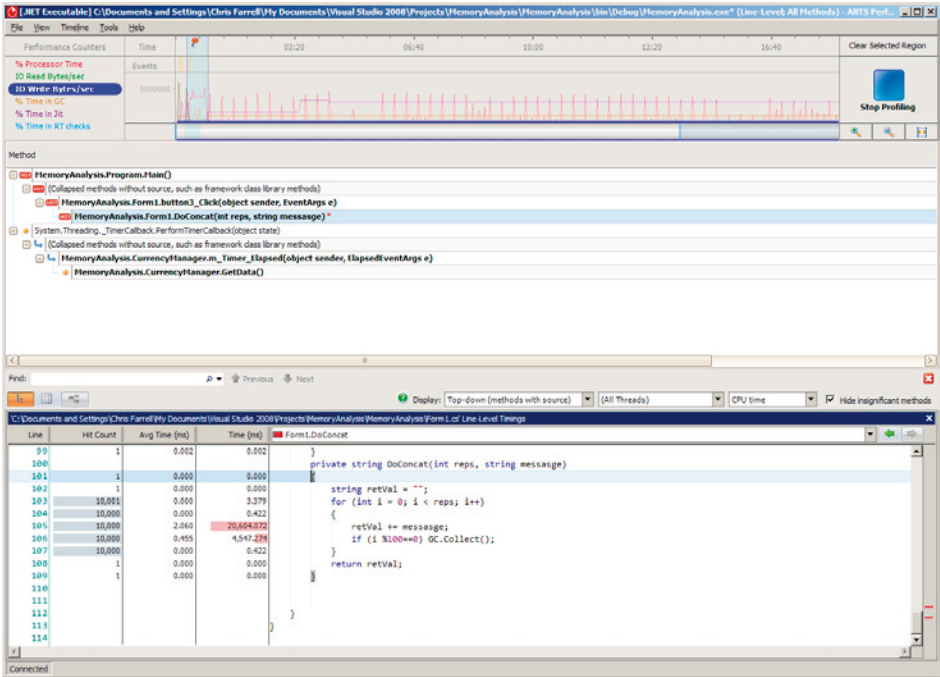 [.NET Executable] C:\Documents and Settings\Chris Farrell\My Documents\Visual Studio 2008\Projects\MemoryAnalysis\MemoryAnalysis\bin\Debug\MemoryAnalysis.exe* (Line-Level; All Methods) - ANTS Perf...
File View Timeline Tools Help
Performance Counters Time 03:20 06:40 10:00 13:20 16:40 Clear Selected Region
% Processor Time Events
IO Read Bytes/sec
IO Write Bytes/sec 5000000
% Time in GC
% Time in Jit
% Time in RT checks
Stop Profiling
Method
HOT MemoryAnalysis.Program.Main()
HOT (Collapsed methods without source, such as framework class library methods)
HOT MemoryAnalysis.Form1.button3_Click(object sender, EventArgs e)
HOT MemoryAnalysis.Form1.DoConcat(int reps, string messasge) *
System.Threading._TimerCallback.PerformTimerCallback(object state)
(Collapsed methods without source, such as framework class library methods)
MemoryAnalysis.CurrencyManager.m_Timer_Elapsed(object sender, ElapsedEventArgs e)
MemoryAnalysis.CurrencyManager.GetData()
Find: Previous Next
Display: Top-down (methods with source) (All Threads) CPU time Hide insignificant methods
'C:\Documents and Settings\Chris Farrell\My Documents\Visual Studio 2008\Projects\MemoryAnalysis\MemoryAnalysis\Form1.cs' Line-Level Timings
Line Hit Count Avg Time (ms) Time (ms) Form1.DoConcat
99 1 0.002 0.002 }
100 private string DoConcat(int reps, string messasge)
101 1 0.000 0.000 {
102 1 0.000 0.000 string retVal = "";
103 10,001 0.000 3.379 for (int i = 0; i < reps; i++)
104 10,000 0.000 0.422 {
105 10,000 2.060 20,604.072 retVal += messasge;
106 10,000 0.455 4,547.274 if (i %100==0) GC.Collect();
107 10,000 0.000 0.422 }
108 1 0.000 0.000 return retVal;
109 1 0.000 0.000 }
110
111
112 }
113 }
114
Connected